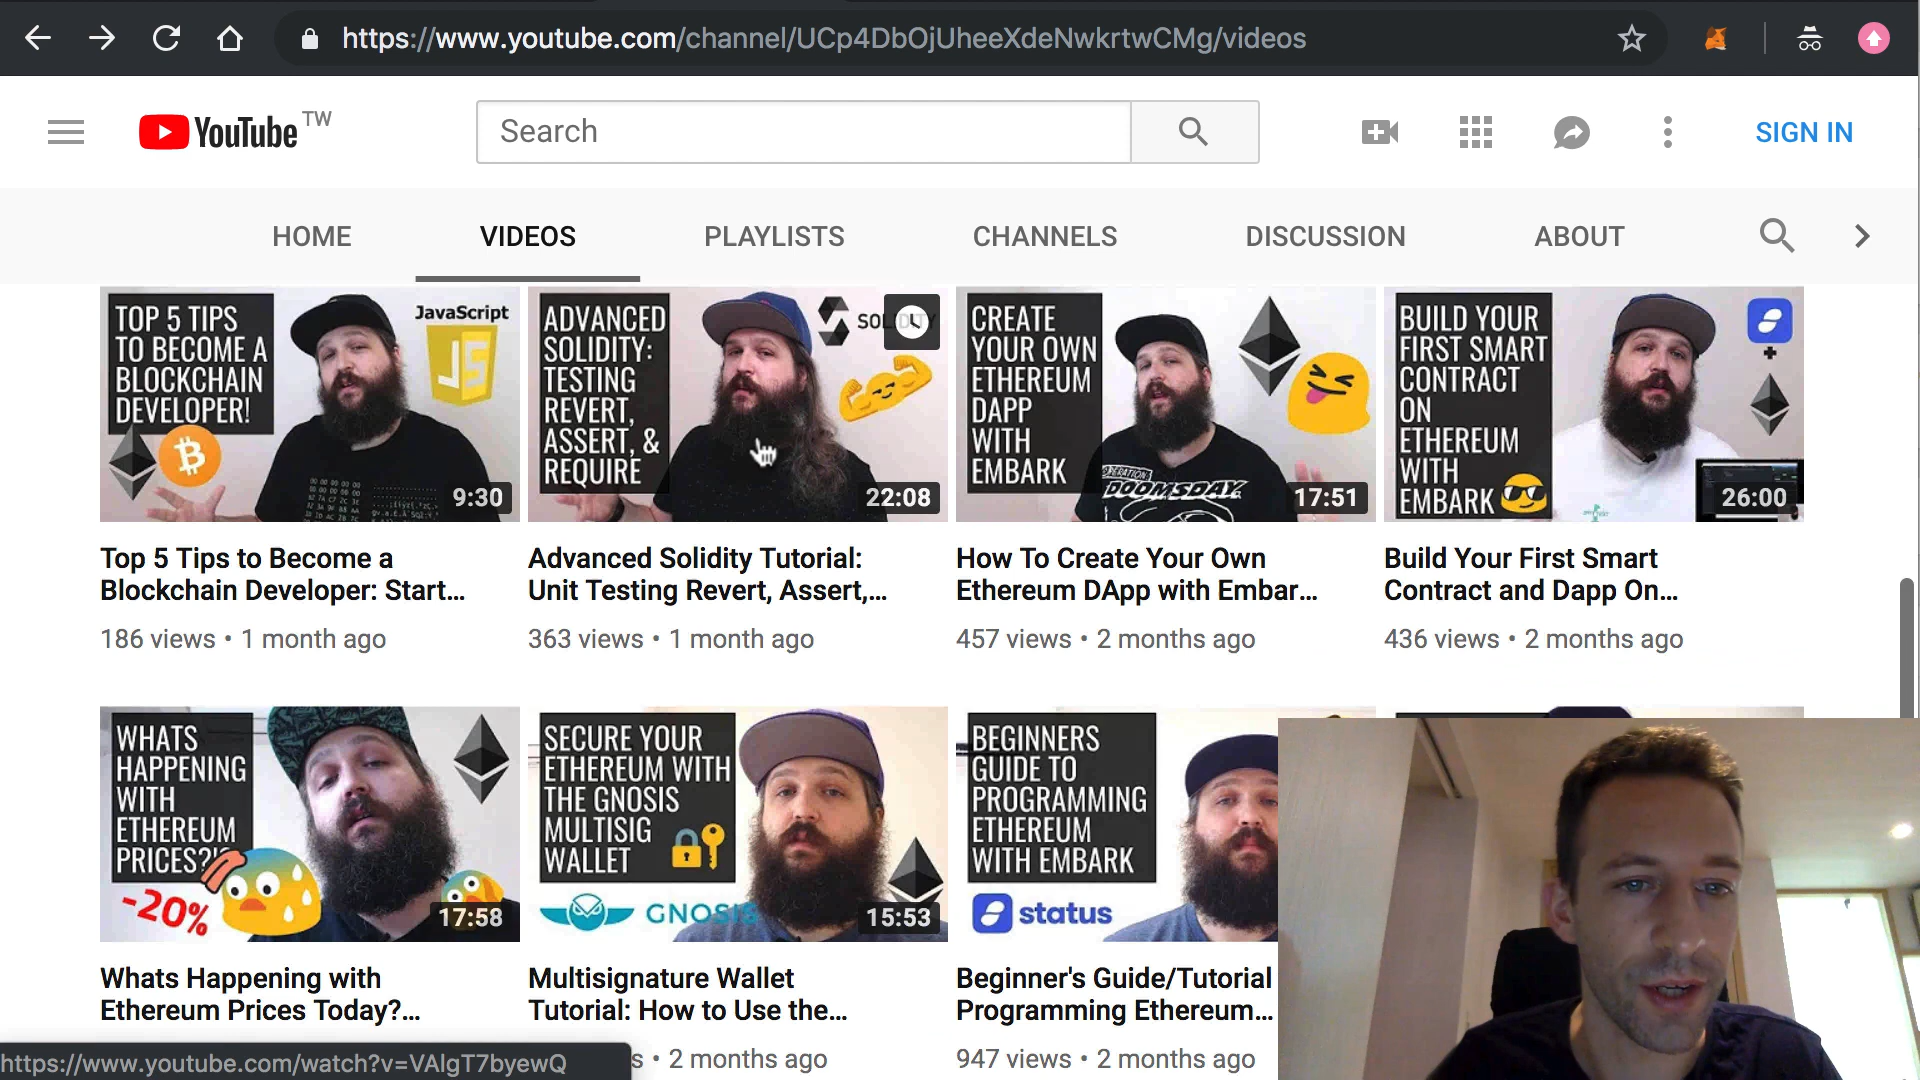 https://www.youtube.com/channel/UCp4DbOjUheeXdeNwkrtwCMg/videos
YouTube TW
Search
SIGN IN
HOME
VIDEOS
PLAYLISTS
CHANNELS
DISCUSSION
ABOUT
TOP 5 TIPS
TO BECOME A
BLOCKCHAIN
DEVELOPER!
JavaScript
JS
9:30
ADVANCED
SOLIDITY:
TESTING
REVERT,
ASSERT, &
REQUIRE
22:08
CREATE
YOUR OWN
ETHEREUM
DAPP
WITH
EMBARK
OPERATION:
DOOMSDAY
17:51
BUILD YOUR
FIRST SMART
CONTRACT
ON
ETHEREUM
WITH
EMBARK
26:00
Top 5 Tips to Become a
Blockchain Developer: Start...
186 views • 1 month ago
Advanced Solidity Tutorial:
Unit Testing Revert, Assert,...
363 views • 1 month ago
How To Create Your Own
Ethereum DApp with Embar...
457 views • 2 months ago
Build Your First Smart
Contract and Dapp On...
436 views • 2 months ago
WHATS
HAPPENING
WITH
ETHEREUM
PRICES?!?
-20%
17:58
SECURE YOUR
ETHEREUM WITH
THE GNOSIS
MULTISIG
WALLET
GNOSIS
15:53
BEGINNERS
GUIDE TO
PROGRAMMING
ETHEREUM
WITH EMBARK
status
Whats Happening with
Ethereum Prices Today?...
Multisignature Wallet
Tutorial: How to Use the...
s • 2 months ago
Beginner's Guide/Tutorial
Programming Ethereum...
947 views • 2 months ago
https://www.youtube.com/watch?v=VAlgT7byewQ